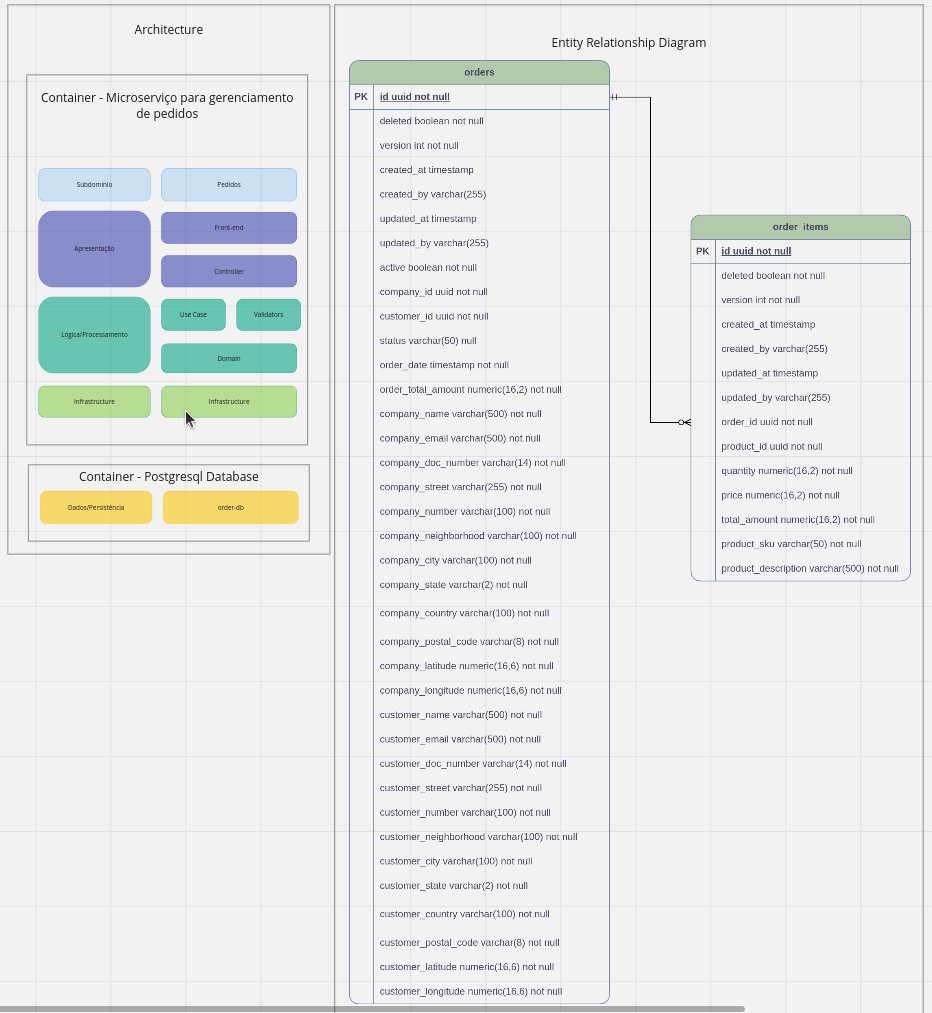 Architecture
Container - Microserviço para gerenciamento
de pedidos
Subdomínio
Pedidos
Apresentação
Front-end
Controller
Lógica/Processamento
Use Case
Validators
Domain
Infrastructure
Infrastructure
Container - Postgresql Database
Dados/Persistência
order-db
Entity Relationship Diagram
orders
PK id uuid not null
deleted boolean not null
version int not null
created_at timestamp
created_by varchar(255)
updated_at timestamp
updated_by varchar(255)
active boolean not null
company_id uuid not null
customer_id uuid not null
status varchar(50) null
order_date timestamp not null
order_total_amount numeric(16,2) not null
company_name varchar(500) not null
company_email varchar(500) not null
company_doc_number varchar(14) not null
company_street varchar(255) not null
company_number varchar(100) not null
company_neighborhood varchar(100) not null
company_city varchar(100) not null
company_state varchar(2) not null
company_country varchar(100) not null
company_postal_code varchar(8) not null
company_latitude numeric(16,6) not null
company_longitude numeric(16,6) not null
customer_name varchar(500) not null
customer_email varchar(500) not null
customer_doc_number varchar(14) not null
customer_street varchar(255) not null
customer_number varchar(100) not null
customer_neighborhood varchar(100) not null
customer_city varchar(100) not null
customer_state varchar(2) not null
customer_country varchar(100) not null
customer_postal_code varchar(8) not null
customer_latitude numeric(16,6) not null
customer_longitude numeric(16,6) not null
order_items
PK id uuid not null
deleted boolean not null
version int not null
created_at timestamp
created_by varchar(255)
updated_at timestamp
updated_by varchar(255)
order_id uuid not null
product_id uuid not null
quantity numeric(16,2) not null
price numeric(16,2) not null
total_amount numeric(16,2) not null
product_sku varchar(50) not null
product_description varchar(500) not null